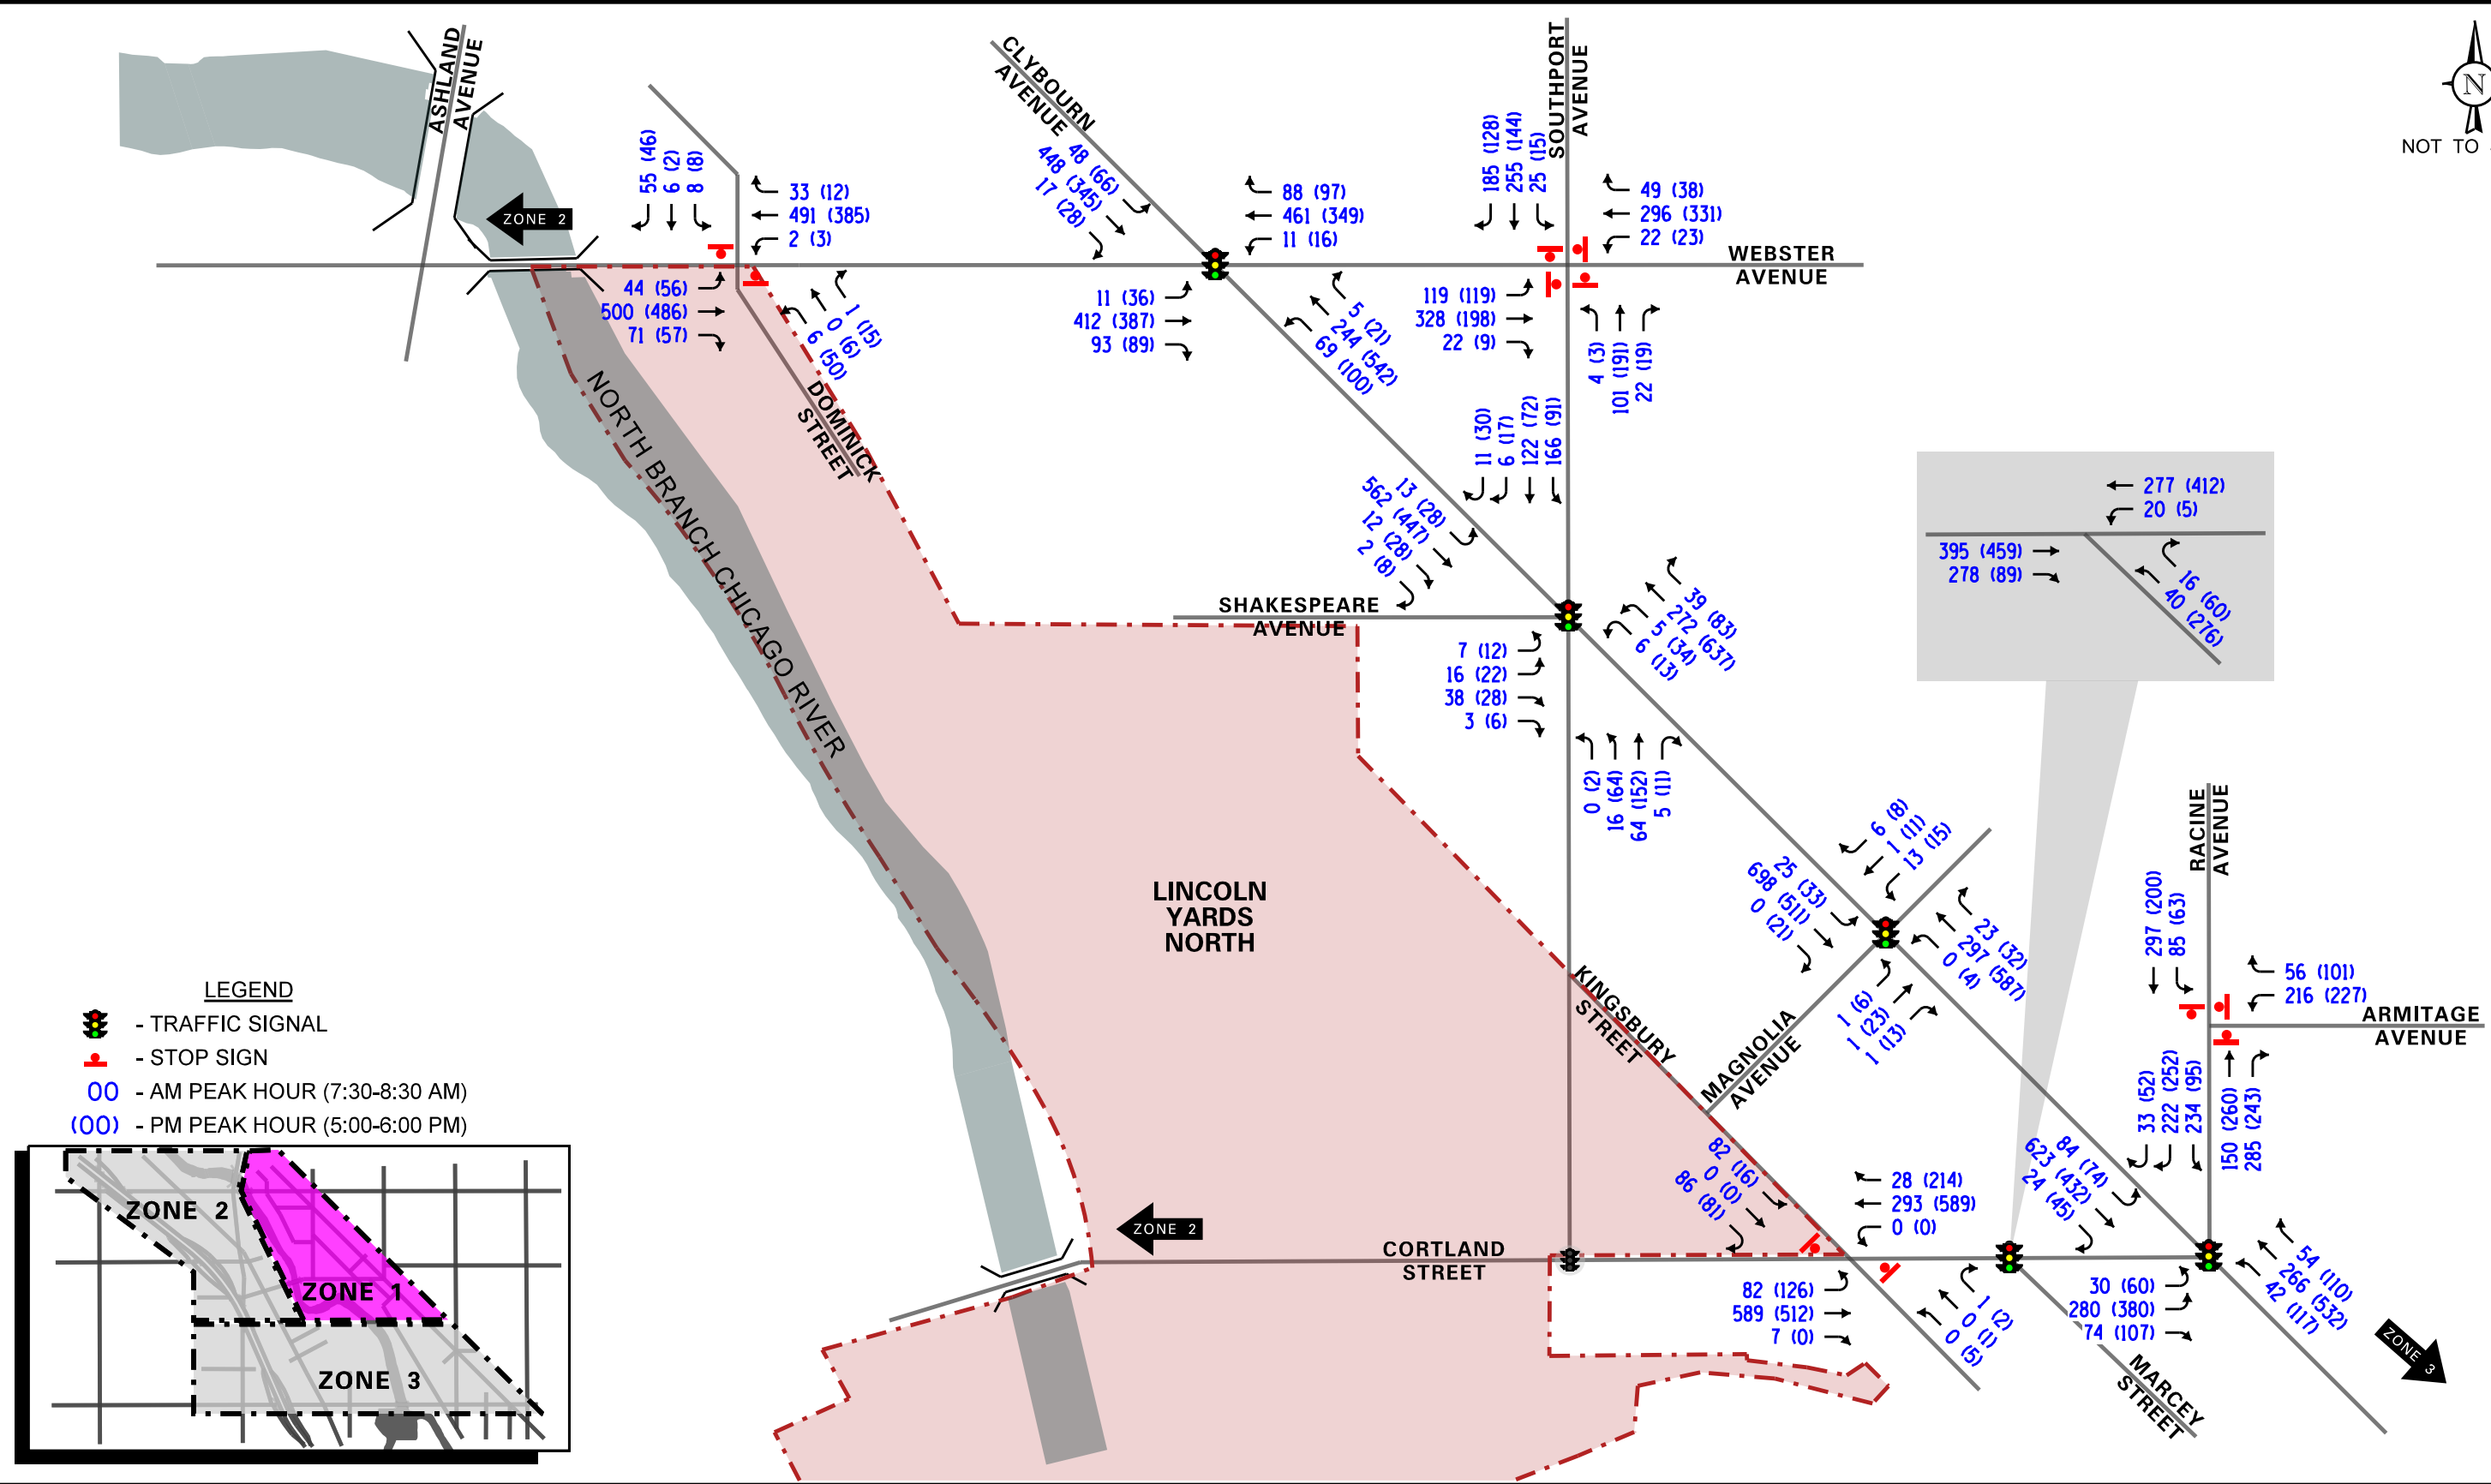 ASHLAND
AVENUE
CLYBOURN
AVENUE
SOUTHPORT
AVENUE
N
NOT TO
ZONE 2
55 (46)
6 (2)
8 (8)
33 (12)
491 (385)
2 (3)
44 (56)
500 (486)
71 (57)
1 (15)
0 (6)
6 (50)
DOMINICK
STREET
48 (66)
448 (345)
17 (28)
88 (97)
461 (349)
11 (16)
11 (36)
412 (387)
93 (89)
5 (21)
244 (542)
69 (100)
185 (128)
255 (144)
25 (15)
49 (38)
296 (331)
22 (23)
WEBSTER
AVENUE
119 (119)
328 (198)
22 (9)
4 (3)
101 (191)
22 (19)
NORTH BRANCH CHICAGO RIVER
11 (30)
6 (17)
122 (72)
166 (91)
13 (28)
562 (447)
12 (28)
2 (8)
SHAKESPEARE
AVENUE
39 (83)
272 (637)
5 (34)
6 (13)
7 (12)
16 (22)
38 (28)
3 (6)
0 (2)
16 (64)
64 (152)
5 (11)
277 (412)
20 (5)
395 (459)
278 (89)
16 (60)
40 (276)
LINCOLN
YARDS
NORTH
KINGSBURY
STREET
MAGNOLIA
AVENUE
6 (8)
1 (11)
13 (15)
25 (33)
698 (511)
0 (21)
23 (32)
297 (587)
0 (4)
1 (6)
1 (23)
1 (13)
RACINE
AVENUE
297 (200)
85 (63)
56 (101)
216 (227)
ARMITAGE
AVENUE
150 (260)
285 (243)
33 (52)
222 (252)
234 (95)
84 (74)
623 (432)
24 (45)
54 (110)
266 (532)
42 (117)
30 (60)
280 (380)
74 (107)
82 (16)
0 (0)
86 (81)
28 (214)
293 (589)
0 (0)
82 (126)
589 (512)
7 (0)
1 (2)
0 (1)
0 (5)
ZONE 2
CORTLAND
STREET
MARCEY
STREET
ZONE 3
LEGEND
- TRAFFIC SIGNAL
- STOP SIGN
00 - AM PEAK HOUR (7:30-8:30 AM)
(00) - PM PEAK HOUR (5:00-6:00 PM)
ZONE 2
ZONE 1
ZONE 3